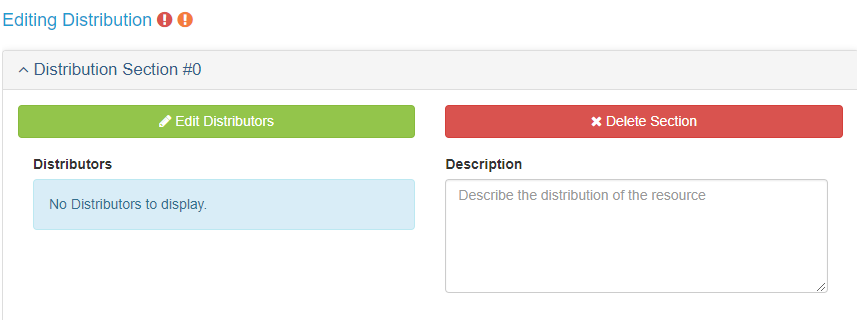 Editing Distribution
Distribution Section #0
Edit Distributors
Delete Section
Distributors
Description
No Distributors to display.
Describe the distribution of the resource